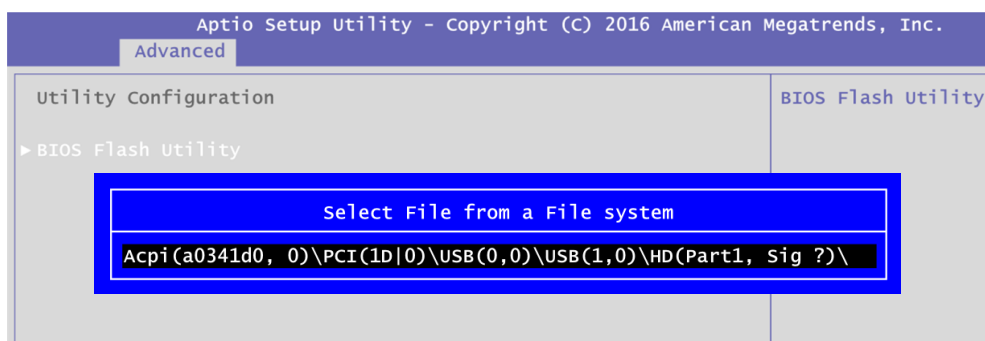 Aptio Setup Utility - Copyright (C) 2016 American Megatrends, Inc.
Advanced
Utility Configuration
BIOS Flash Utility
►BIOS Flash Utility
Select File from a File system
Acpi(a0341d0, 0)\PCI(1D|0)\USB(0,0)\USB(1,0)\HD(Part1, Sig ?)\